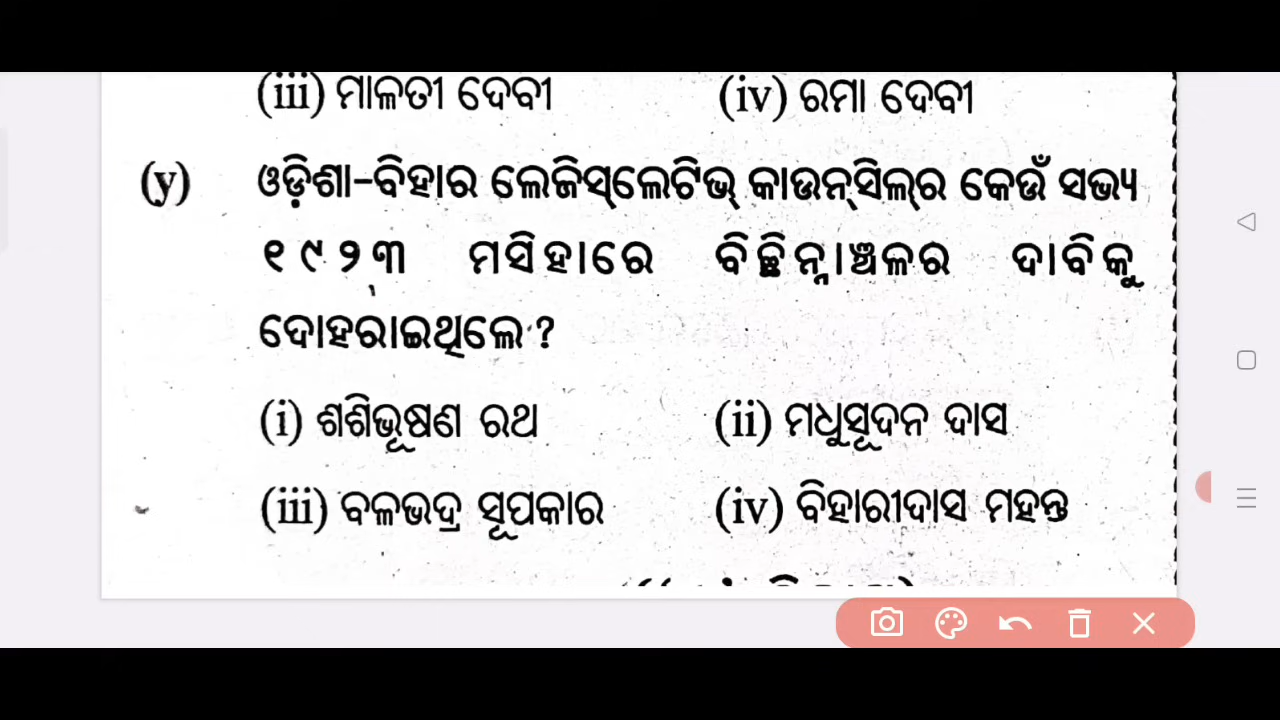 (iii) ମାଳତୀ ଦେବୀ (iv) ରମା ଦେବୀ
(y) ଓଡ଼ିଶା-ବିହାର ଲେଜିସ୍‌ଲେଟିଭ୍ କାଉନ୍‌ସିଲ୍‌ର କେଉଁ ସଭ୍ୟ
୧୯୨୩ ମସିହାରେ ବିଚ୍ଛିନ୍ନାଞ୍ଚଳର ଦାବିକୁ
ଦୋହରାଇଥିଲେ ?
(i) ଶଶିଭୂଷଣ ରଥ (ii) ମଧୁସୂଦନ ଦାସ
(iii) ବଳଭଦ୍ର ସୂପକାର (iv) ବିହାରୀଦାସ ମହନ୍ତ